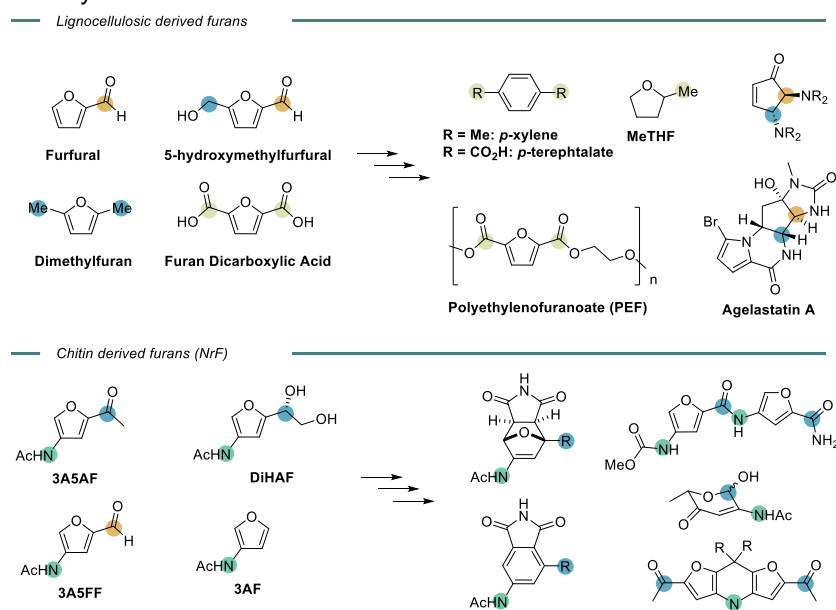 Lignocellulosic derived furans
O
O
H
Furfural
HO
O
O
H
5-hydroxymethylfurfural
R
R
R = Me: p-xylene
R = CO2H: p-terephtalate
O
Me
MeTHF
O
NR2
NR2
Me
O
Me
Dimethylfuran
O
HO
O
O
OH
Furan Dicarboxylic Acid
O
O
O
O
O
O
n
Polyethylenofuranoate (PEF)
HO
N
O
NH
H
H
H
Br
N
NH
O
Agelastatin A
Chitin derived furans (NrF)
O
O
AcHN
3A5AF
OH
O
OH
AcHN
DiHAF
H
N
O
O
H
H
O
R
AcHN
O
O
O
O
N
H
NH2
O
HN
MeO
O
O
H
AcHN
3A5FF
O
AcHN
3AF
H
N
O
O
R
AcHN
OH
O
O
NHAc
R
R
O
O
O
O
N
H